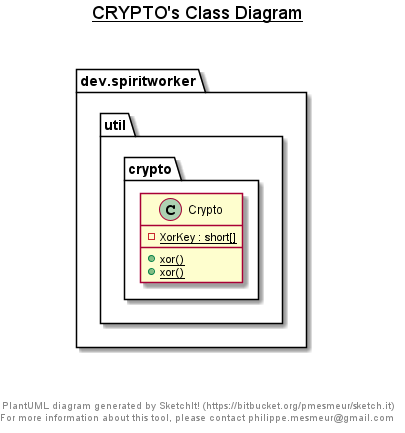 CRYPTO's Class Diagram
dev.spiritworker
util
crypto
C Crypto
XorKey : short[]
xor()
xor()
PlantUML diagram generated by SketchIt! (https://bitbucket.org/pmesmeur/sketch.it)
For more information about this tool, please contact philippe.mesmeur@gmail.com